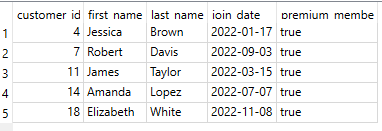 customer id first name last name join date premium membe
1 4 Jessica Brown 2022-01-17 true
2 7 Robert Davis 2022-09-03 true
3 11 James Taylor 2022-03-15 true
4 14 Amanda Lopez 2022-07-07 true
5 18 Elizabeth White 2022-11-08 true